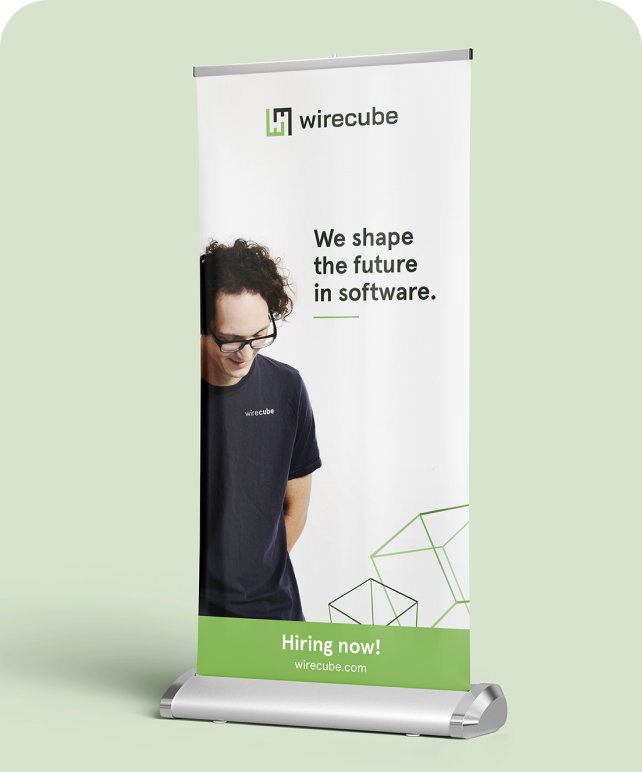 wirecube
We shape
the future
in software.
wirecube
Hiring now!
wirecube.com